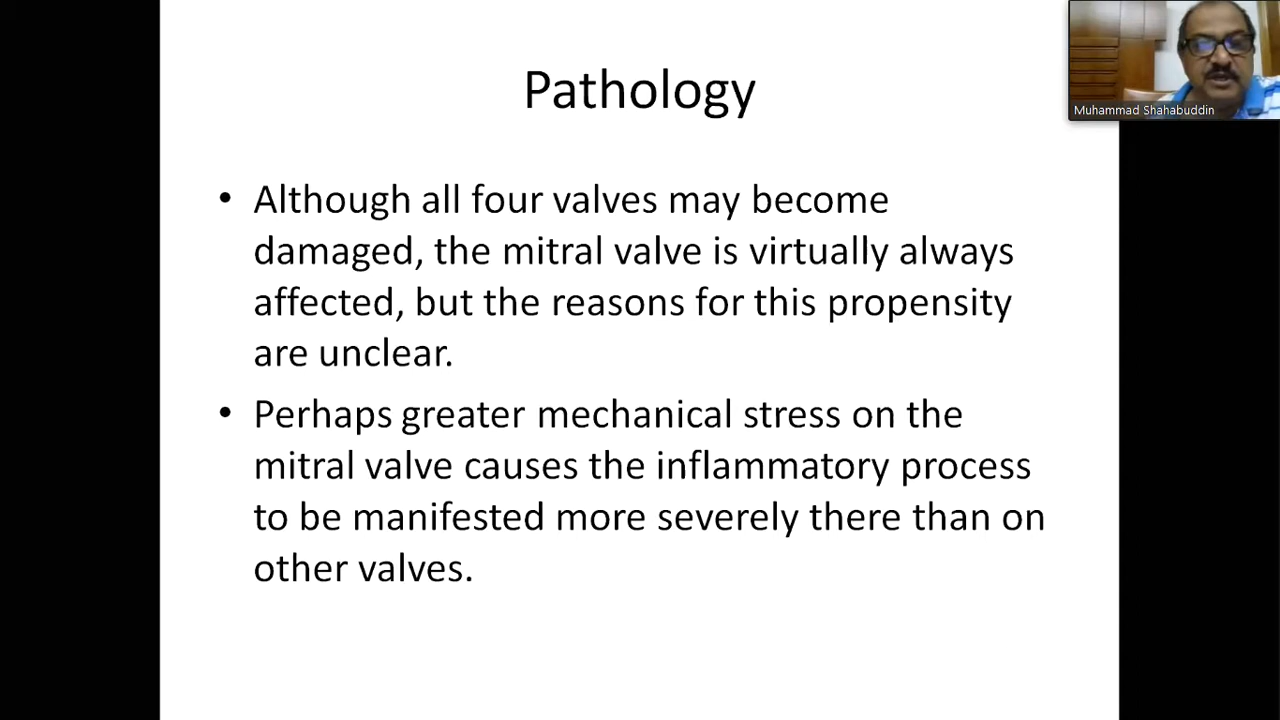 Pathology
Muhammad Shahabuddin
• Although all four valves may become
damaged, the mitral valve is virtually always
affected, but the reasons for this propensity
are unclear.
• Perhaps greater mechanical stress on the
mitral valve causes the inflammatory process
to be manifested more severely there than on
other valves.